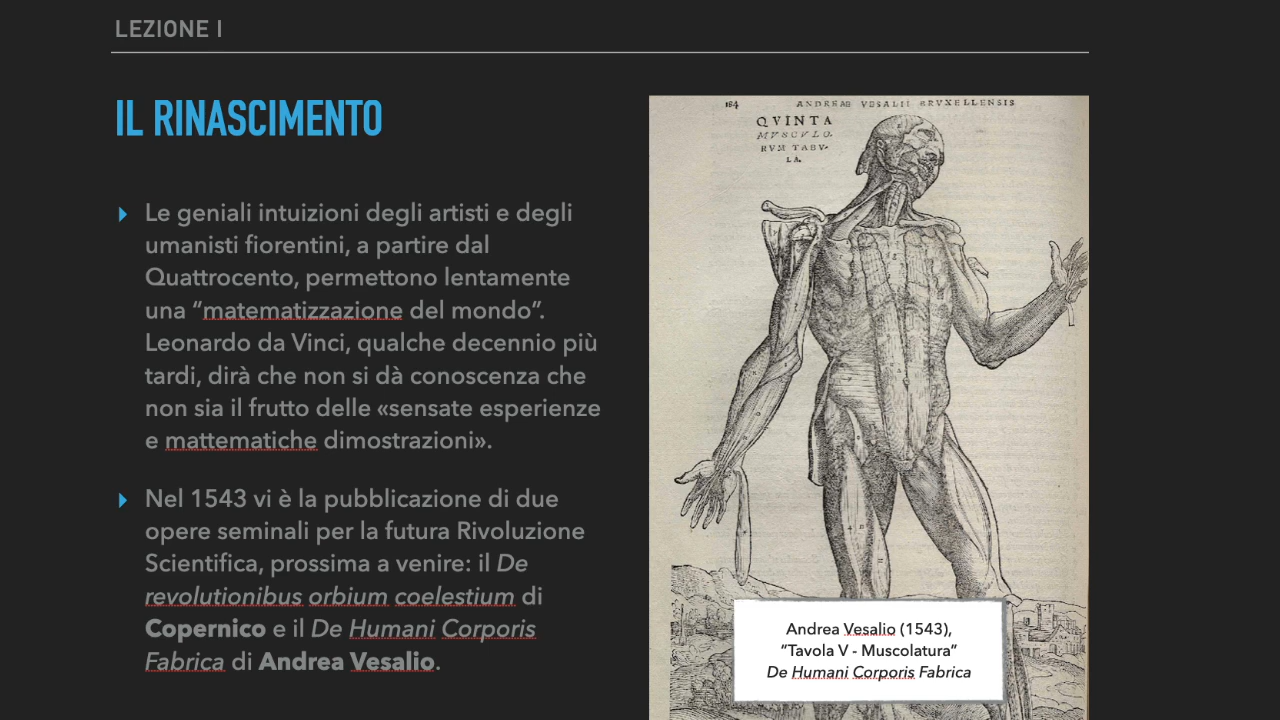 LEZIONE I
IL RINASCIMENTO
Le geniali intuizioni degli artisti e degli
umanisti fiorentini, a partire dal
Quattrocento, permettono lentamente
una “matematizzazione del mondo”.
Leonardo da Vinci, qualche decennio più
tardi, dirà che non si dà conoscenza che
non sia il frutto delle «sensate esperienze
e mattematiche dimostrazioni».
Nel 1543 vi è la pubblicazione di due
opere seminali per la futura Rivoluzione
Scientifica, prossima a venire: il De
revolutionibus orbium coelestium di
Copernico e il De Humani Corporis
Fabrica di Andrea Vesalio.
184 ANDREAE VESALII BRVXELLENSIS
QVINTA
MVSCVLO-
RVM TABV-
LA.
Andrea Vesalio (1543),
“Tavola V - Muscolatura”
De Humani Corporis Fabrica